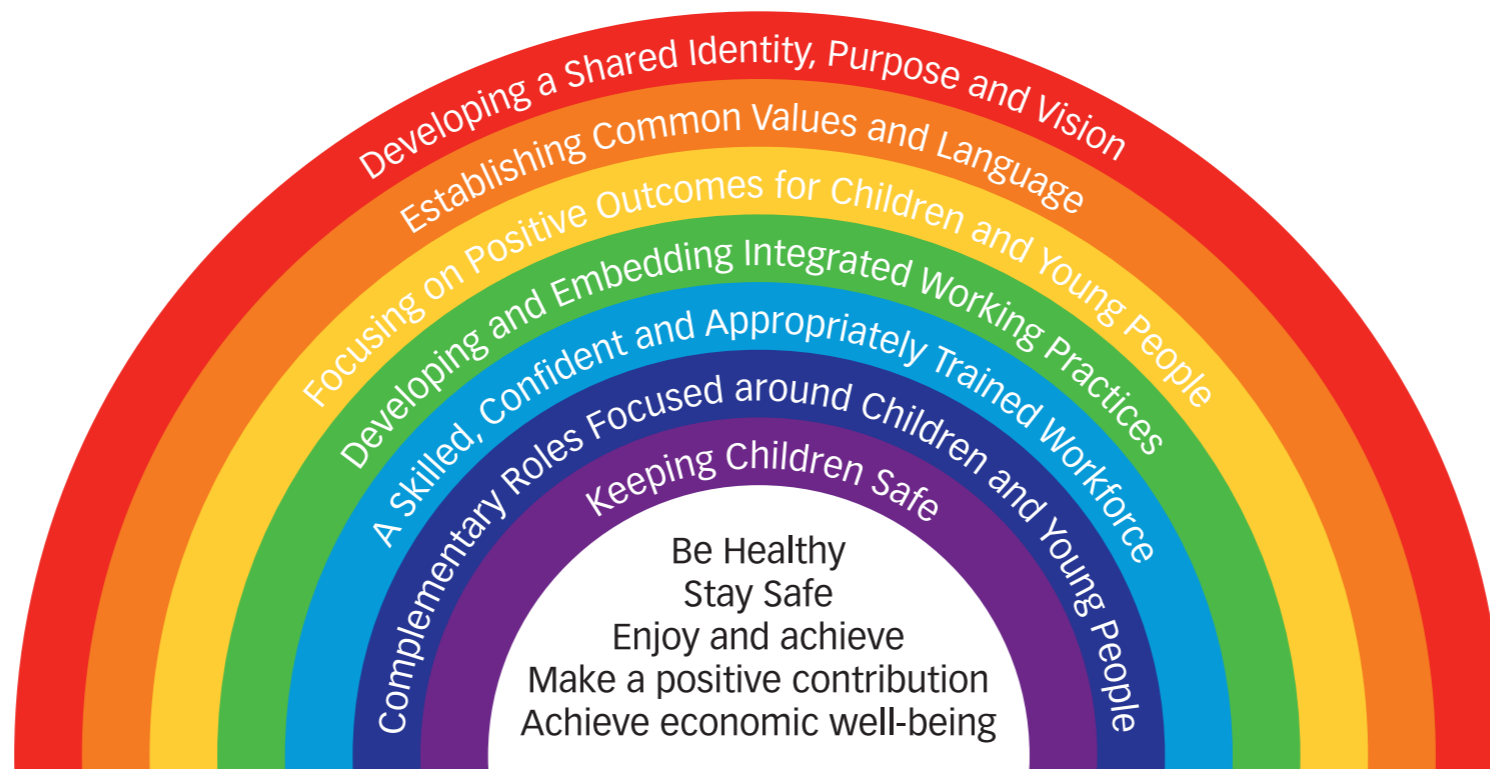 Developing a Shared Identity, Purpose and Vision
Establishing Common Values and Language
Focusing on Positive Outcomes for Children and Young People
Developing and Embedding Integrated Working Practices
A Skilled, Confident and Appropriately Trained Workforce
Complementary Roles Focused around Children and Young People
Keeping Children Safe
Be Healthy
Stay Safe
Enjoy and achieve
Make a positive contribution
Achieve economic well-being